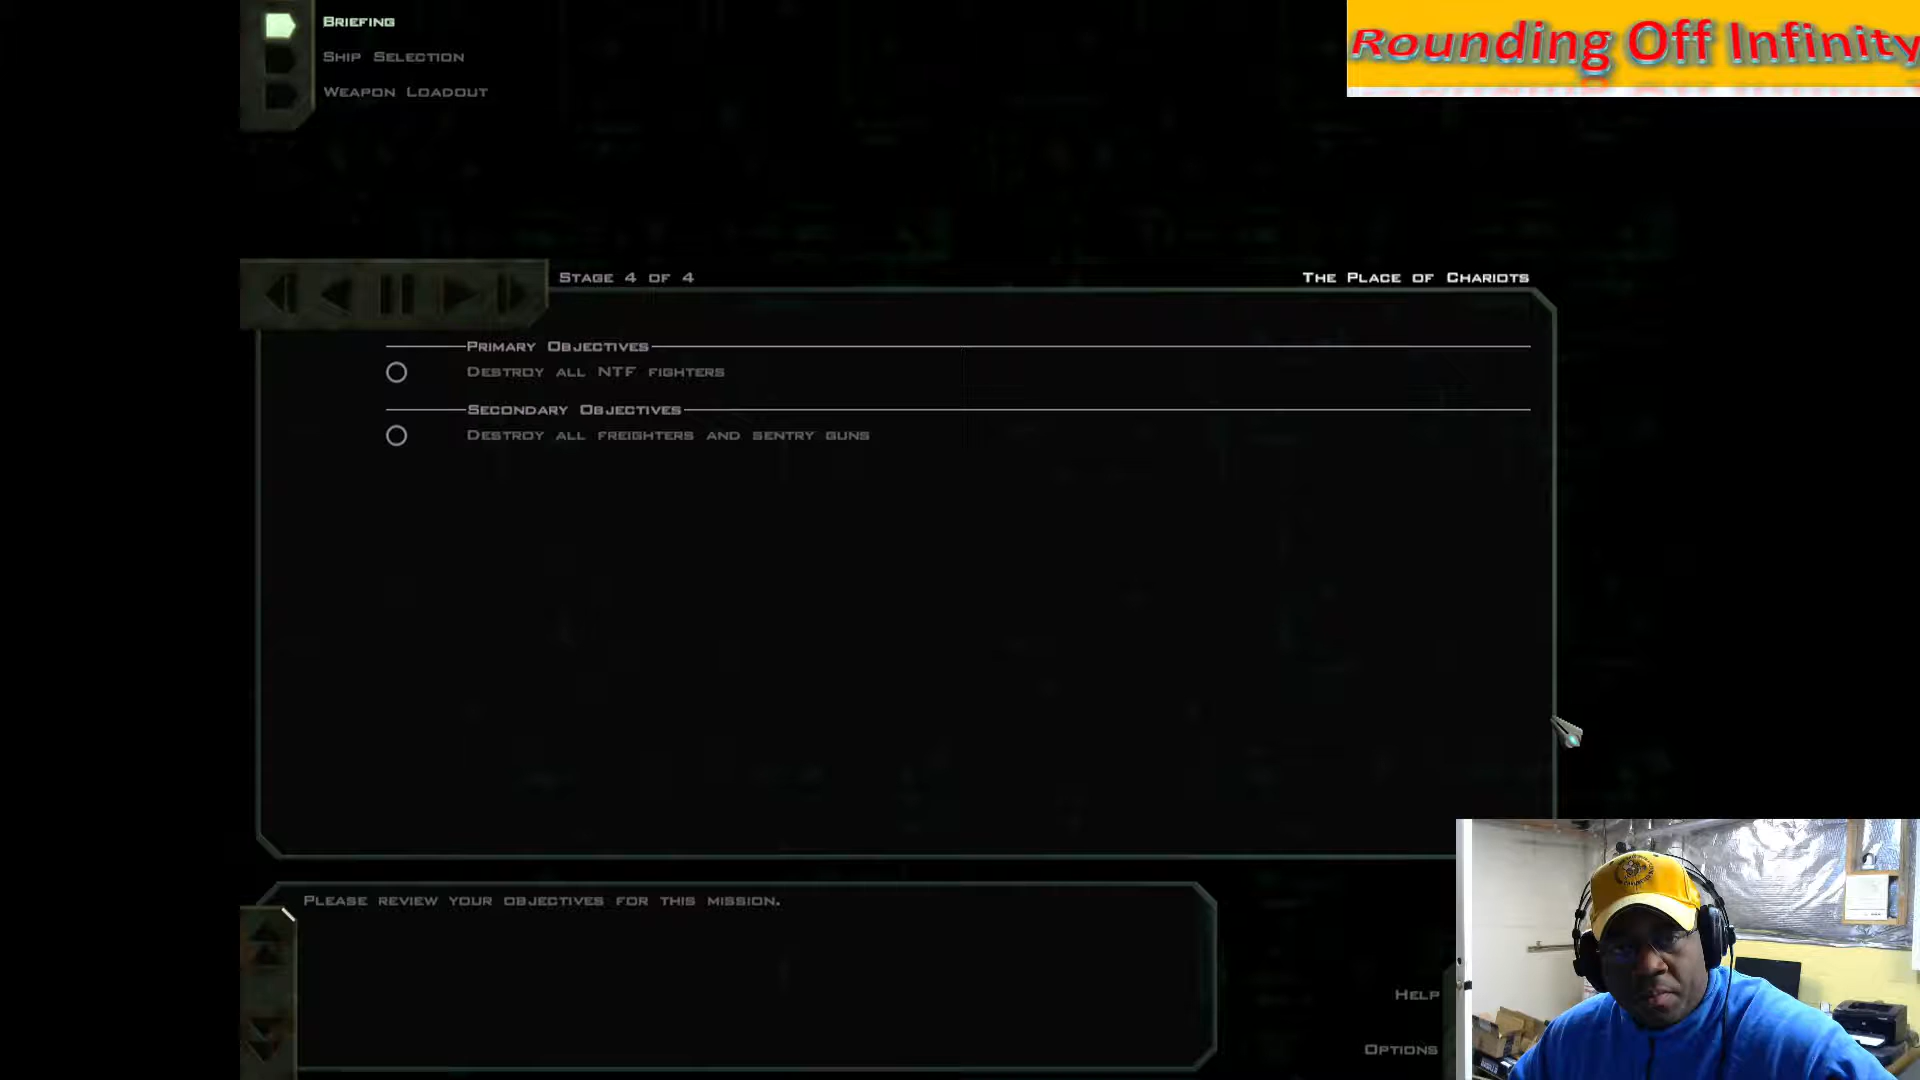 Briefing
Ship Selection
Weapon Loadout
Rounding Off Infinity
Stage 4 of 4
The Place of Chariots
Primary Objectives
Destroy all NTF fighters
Secondary Objectives
Destroy all freighters and sentry guns
Please review your objectives for this mission.
Help
Options